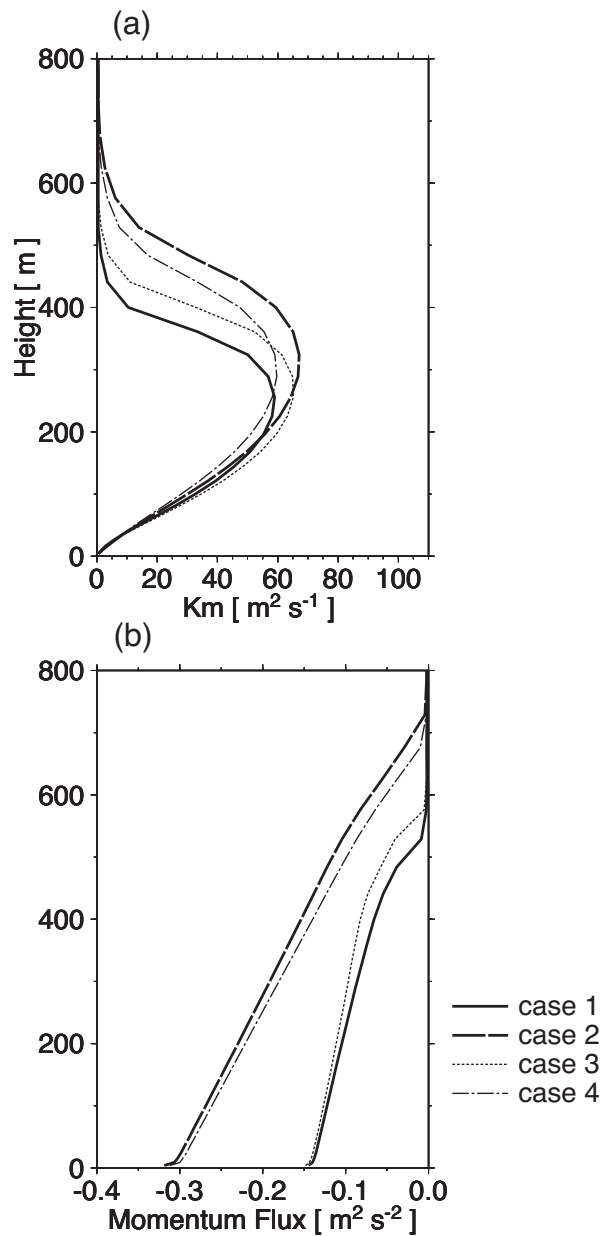 (a)
800
600
400
200
0
Height [ m ]
0 20 40 60 80 100
Km [ m² s⁻¹ ]
(b)
800
600
400
200
0
-0.4 -0.3 -0.2 -0.1 0.0
Momentum Flux [ m² s⁻² ]
case 1
case 2
case 3
case 4